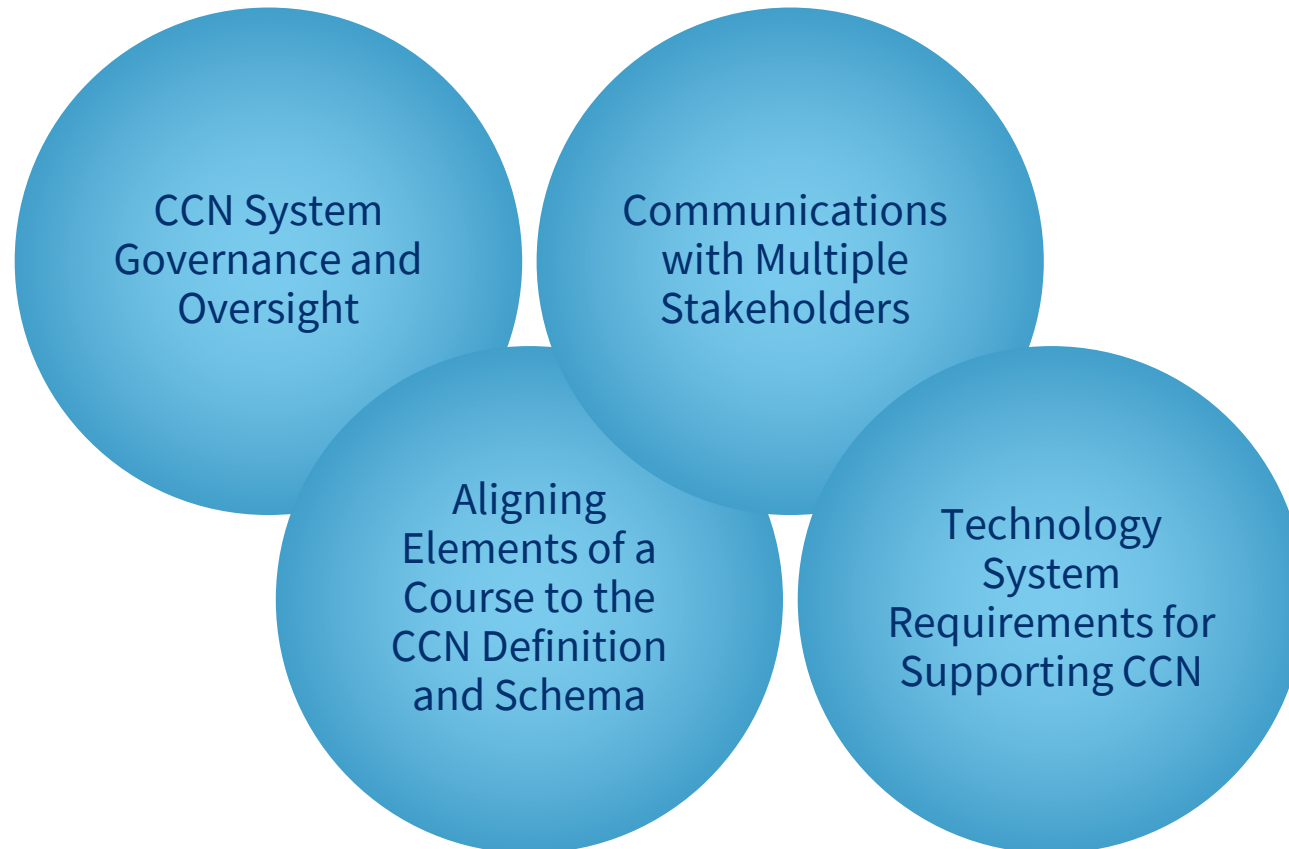 CCN System
Governance and
Oversight
Communications
with Multiple
Stakeholders
Aligning
Elements of a
Course to the
CCN Definition
and Schema
Technology
System
Requirements for
Supporting CCN